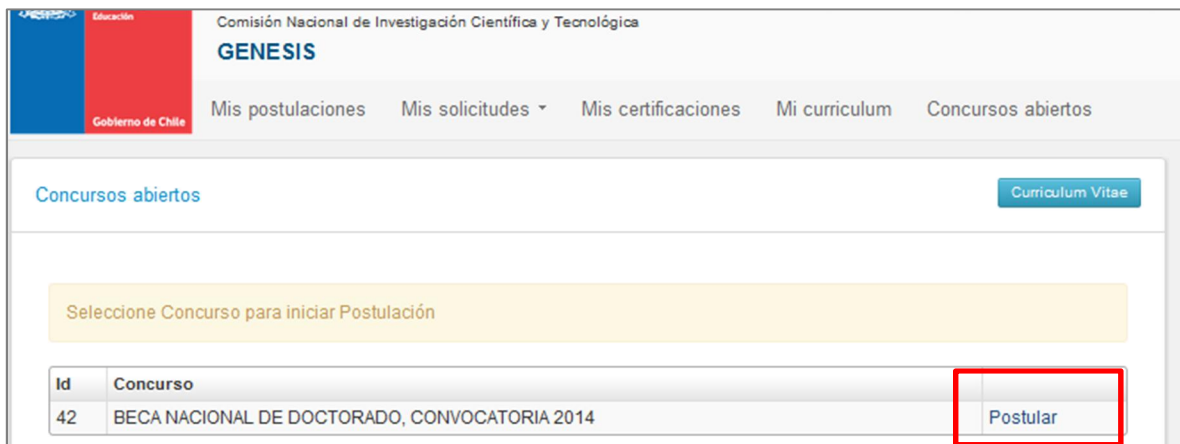 Educación
Comisión Nacional de Investigación Científica y Tecnológica
GENESIS
Gobierno de Chile
Mis postulaciones Mis solicitudes Mis certificaciones Mi curriculum Concursos abiertos
Concursos abiertos Curriculum Vitae
Seleccione Concurso para iniciar Postulación
Id Concurso
42 BECA NACIONAL DE DOCTORADO, CONVOCATORIA 2014 Postular